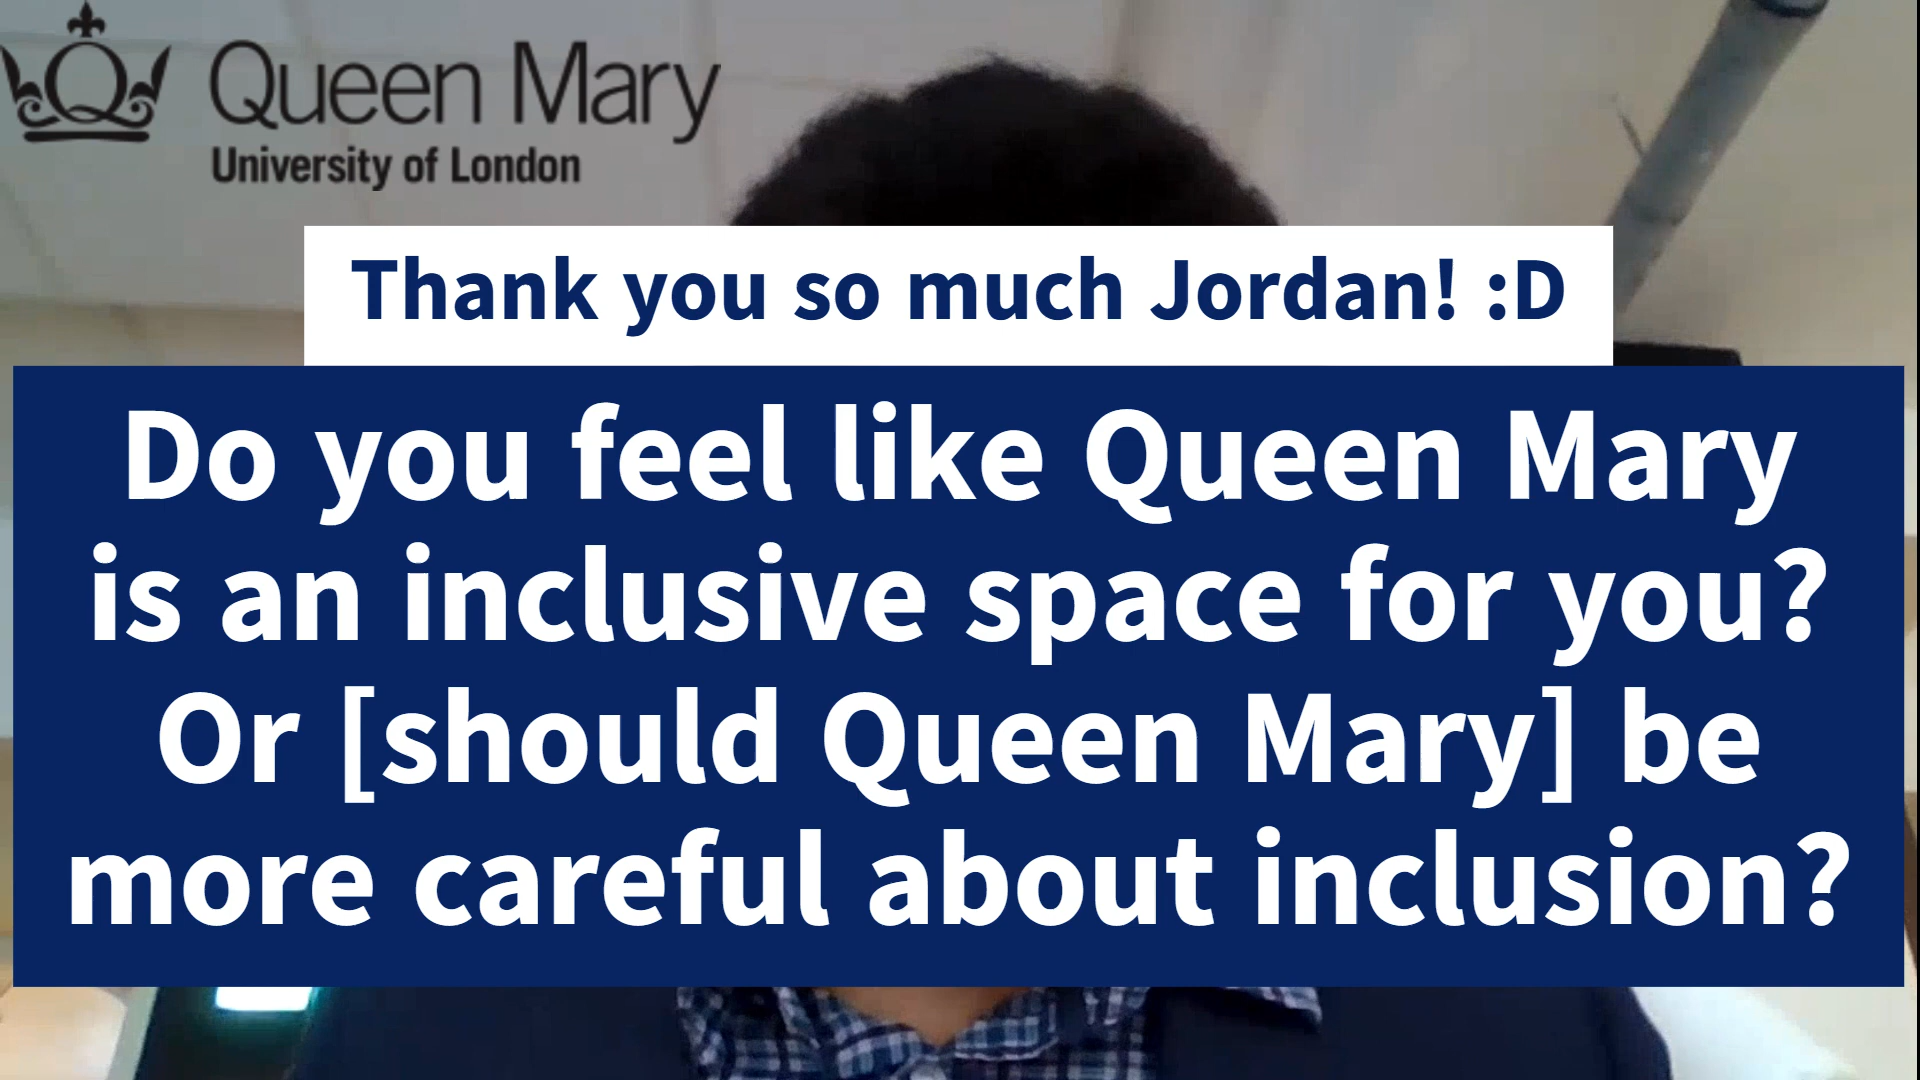 Queen Mary
University of London
Thank you so much Jordan! :D
Do you feel like Queen Mary
is an inclusive space for you?
Or [should Queen Mary] be
more careful about inclusion?